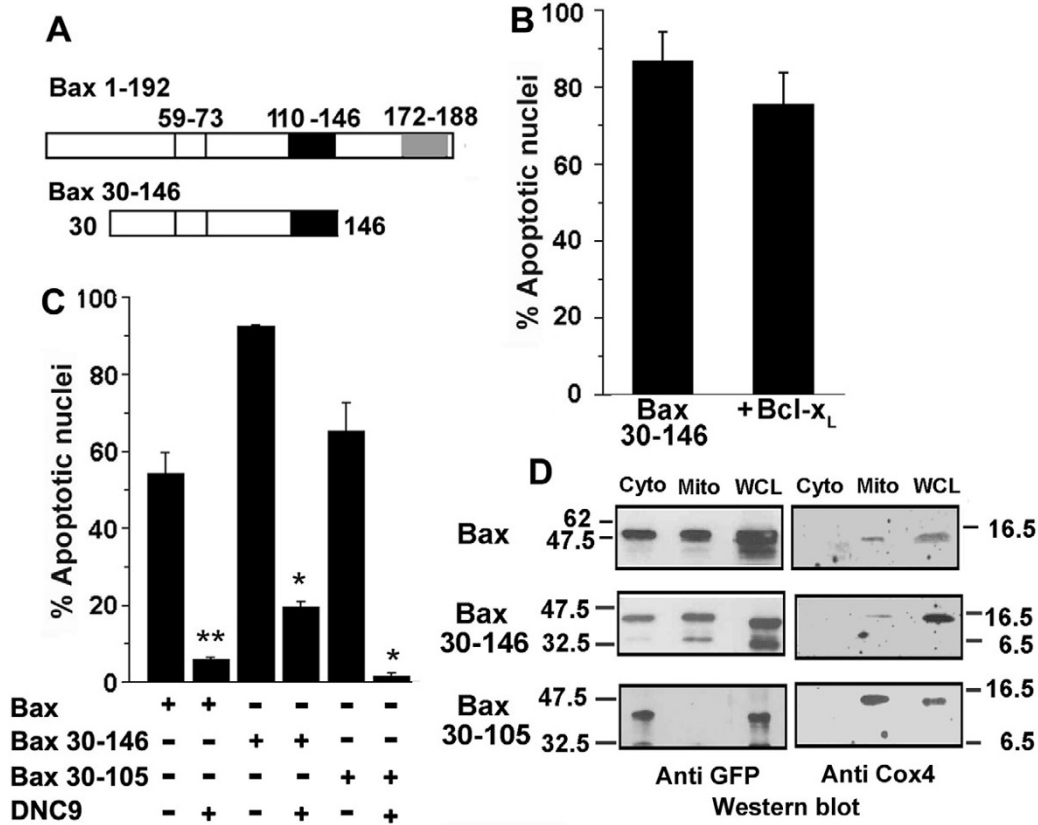 A
Bax 1-192
59-73 110-146 172-188
Bax 30-146
30 146
B
% Apoptotic nuclei
100
80
60
40
20
0
Bax 30-146
+Bcl-xL
C
% Apoptotic nuclei
100
80
60
40
20
0
** * *
Bax + + - - - -
Bax 30-146 - - + + - -
Bax 30-105 - - - - + +
DNC9 - + - + - +
D
Cyto Mito WCL Cyto Mito WCL
Bax
62
47.5
16.5
Bax 30-146
47.5
32.5
16.5
6.5
Bax 30-105
47.5
32.5
16.5
6.5
Anti GFP Anti Cox4
Western blot